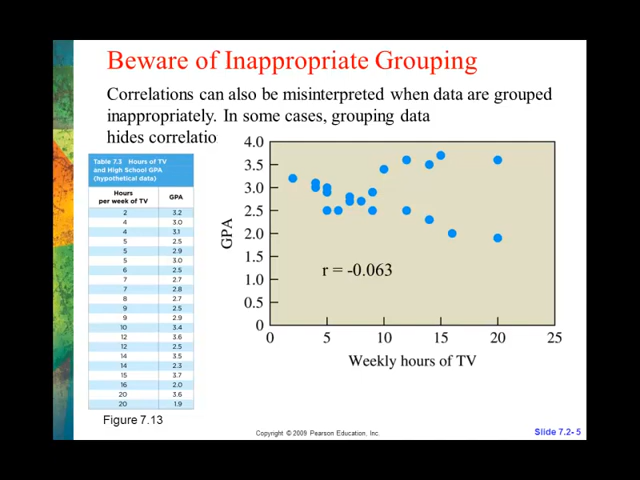 Beware of Inappropriate Grouping
Correlations can also be misinterpreted when data are grouped
inappropriately. In some cases, grouping data
hides correlatio
Table 7.3 Hours of TV
and High School GPA
(hypothetical data)
Hours
per week of TV GPA
2 3.2
4 3.0
4 3.1
5 2.5
5 2.9
5 3.0
6 2.5
7 2.7
7 2.8
8 2.7
9 2.5
9 2.9
10 3.4
12 3.6
12 2.5
14 3.5
14 2.3
15 3.7
16 2.0
20 3.6
20 1.9
Figure 7.13
GPA
4.0
3.5
3.0
2.5
2.0
1.5
1.0
0.5
0
r = -0.063
0 5 10 15 20 25
Weekly hours of TV
Copyright © 2009 Pearson Education, Inc.
Slide 7.2- 5